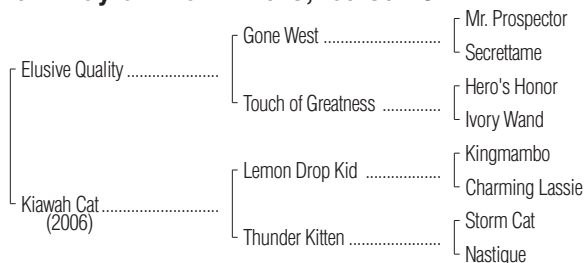 Mr. Prospector
Gone West
Secrettame
Elusive Quality
Hero's Honor
Touch of Greatness
Ivory Wand
Kingmambo
Lemon Drop Kid
Charming Lassie
Kiawah Cat
(2006)
Storm Cat
Thunder Kitten
Nastique